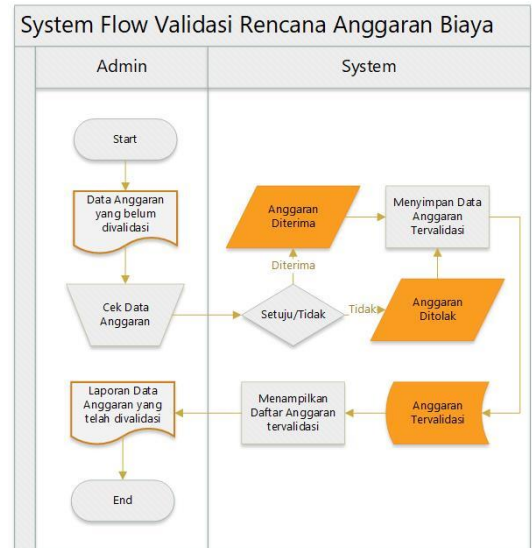 System Flow Validasi Rencana Anggaran Biaya
Admin
System
Start
Data Anggaran
yang belum
divalidasi
Cek Data
Anggaran
Setuju/Tidak
Diterima
Anggaran
Diterima
Tidak
Anggaran
Ditolak
Menyimpan Data
Anggaran
Tervalidasi
Anggaran
Tervalidasi
Menampilkan
Daftar Anggaran
tervalidasi
Laporan Data
Anggaran yang
telah divalidasi
End